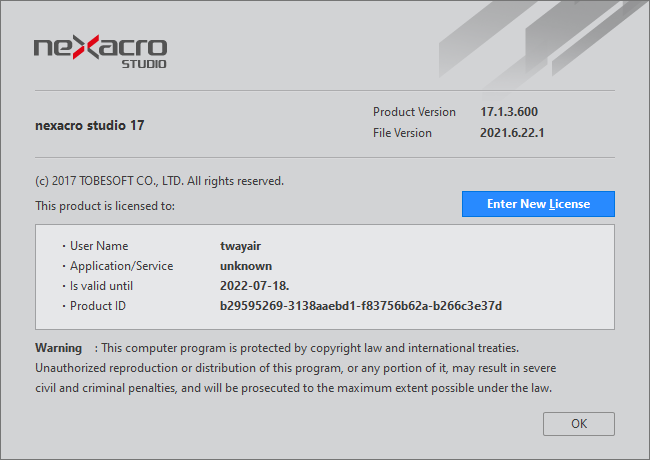 nexacro
STUDIO
nexacro studio 17
Product Version 17.1.3.600
File Version 2021.6.22.1
(c) 2017 TOBESOFT CO., LTD. All rights reserved.
This product is licensed to:
Enter New License
· User Name twayair
· Application/Service unknown
· Is valid until 2022-07-18.
· Product ID b29595269-3138aaebd1-f83756b62a-b266c3e37d
Warning : This computer program is protected by copyright law and international treaties.
Unauthorized reproduction or distribution of this program, or any portion of it, may result in severe
civil and criminal penalties, and will be prosecuted to the maximum extent possible under the law.
OK